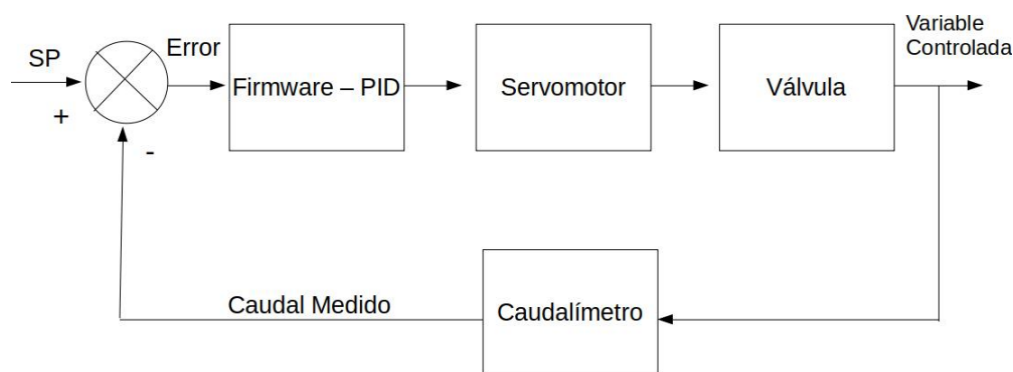 Variable
Controlada
SP
Error
+
Firmware – PID
Servomotor
Válvula
-
Caudal Medido
Caudalímetro